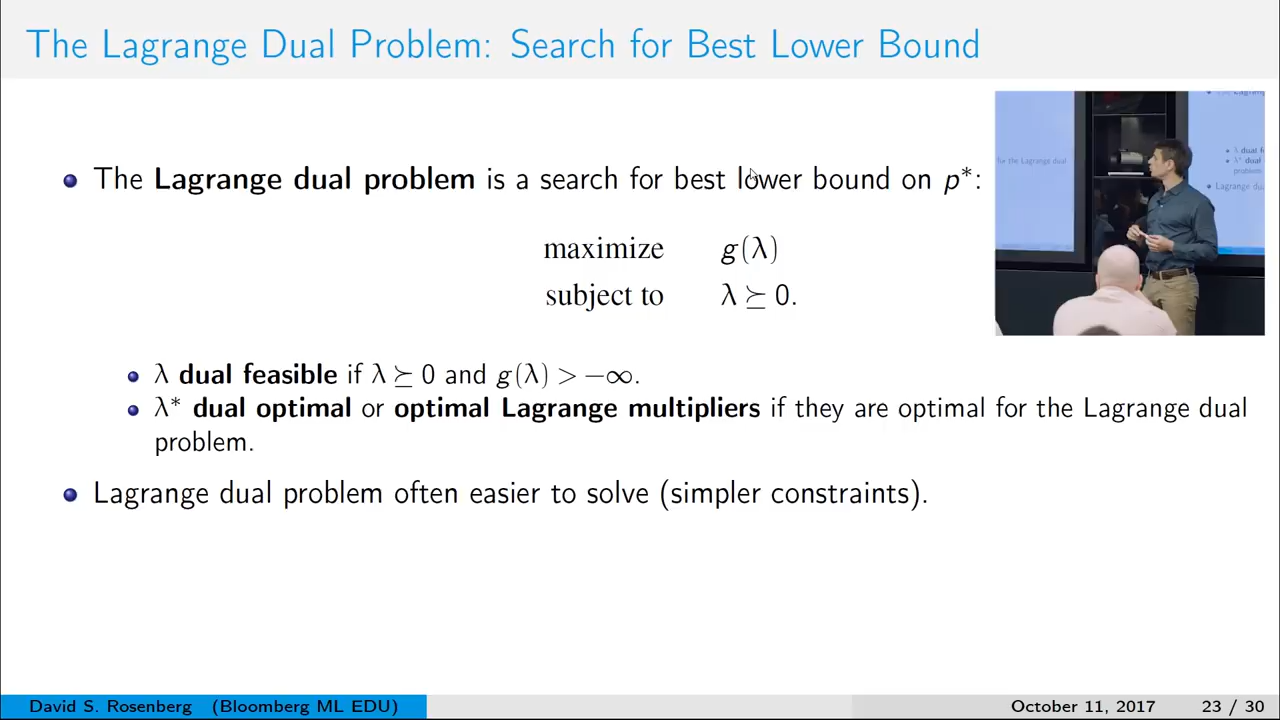 The Lagrange Dual Problem: Search for Best Lower Bound
The Lagrange dual problem is a search for best lower bound on p*:
maximize g(λ)
subject to λ ⪰ 0.
λ dual feasible if λ ⪰ 0 and g(λ) > −∞.
λ* dual optimal or optimal Lagrange multipliers if they are optimal for the Lagrange dual
problem.
Lagrange dual problem often easier to solve (simpler constraints).
David S. Rosenberg (Bloomberg ML EDU) October 11, 2017 23 / 30